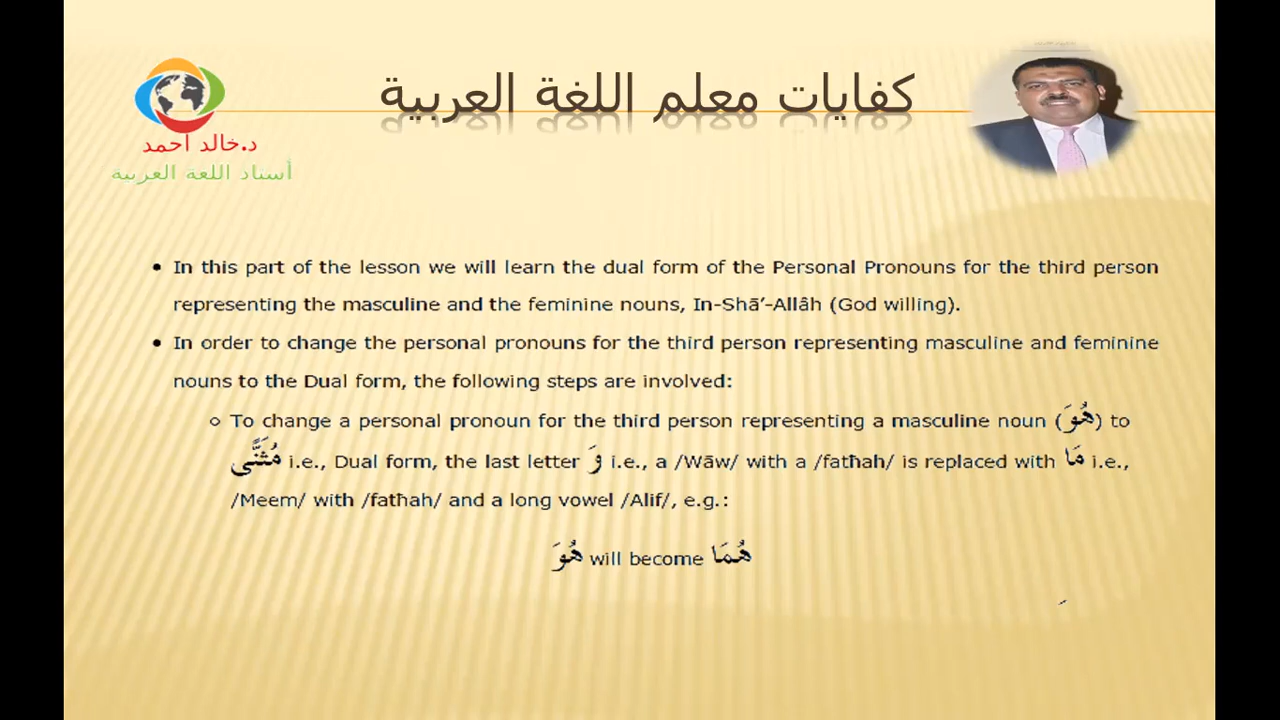 كفايات معلم اللغة العربية
د.خالد احمد
أستاذ اللغة العربية
• In this part of the lesson we will learn the dual form of the Personal Pronouns for the third person
representing the masculine and the feminine nouns, In-Shā’-Allâh (God willing).
• In order to change the personal pronouns for the third person representing masculine and feminine
nouns to the Dual form, the following steps are involved:
o To change a personal pronoun for the third person representing a masculine noun (هُوَ) to
مُثَنًّى i.e., Dual form, the last letter وَ i.e., a /Wāw/ with a /fatħah/ is replaced with مَا i.e.,
/Meem/ with /fatħah/ and a long vowel /Alif/, e.g.:
هُوَ will become هُمَا